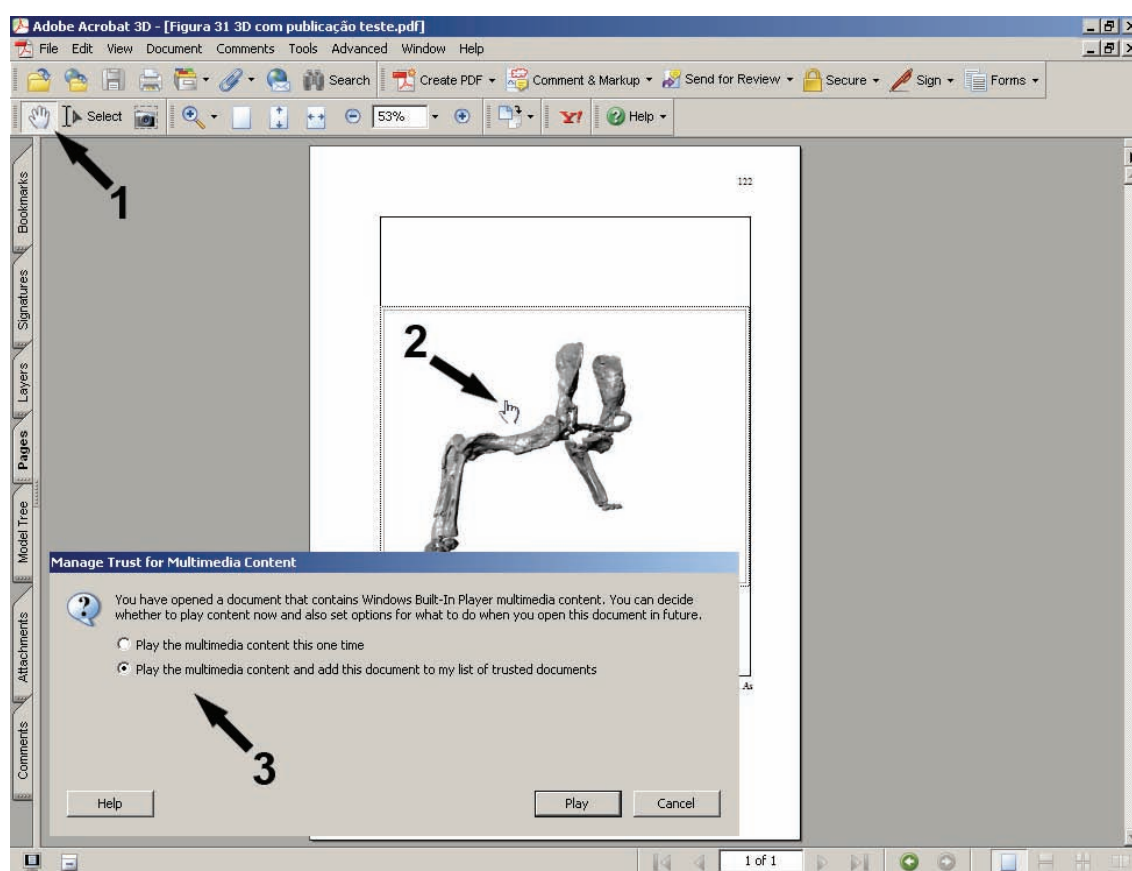 Adobe Acrobat 3D - [Figura 31 3D com publicação teste.pdf]
File Edit View Document Comments Tools Advanced Window Help
Search Create PDF Comment & Markup Send for Review Secure Sign Forms
Select 53% Y! Help
1
122
Bookmarks
Signatures
Layers
Pages
Model Tree
Attachments
Comments
2
Manage Trust for Multimedia Content
You have opened a document that contains Windows Built-In Player multimedia content. You can decide
whether to play content now and also set options for what to do when you open this document in future.
Play the multimedia content this one time
Play the multimedia content and add this document to my list of trusted documents
As
3
Help Play Cancel
1 of 1